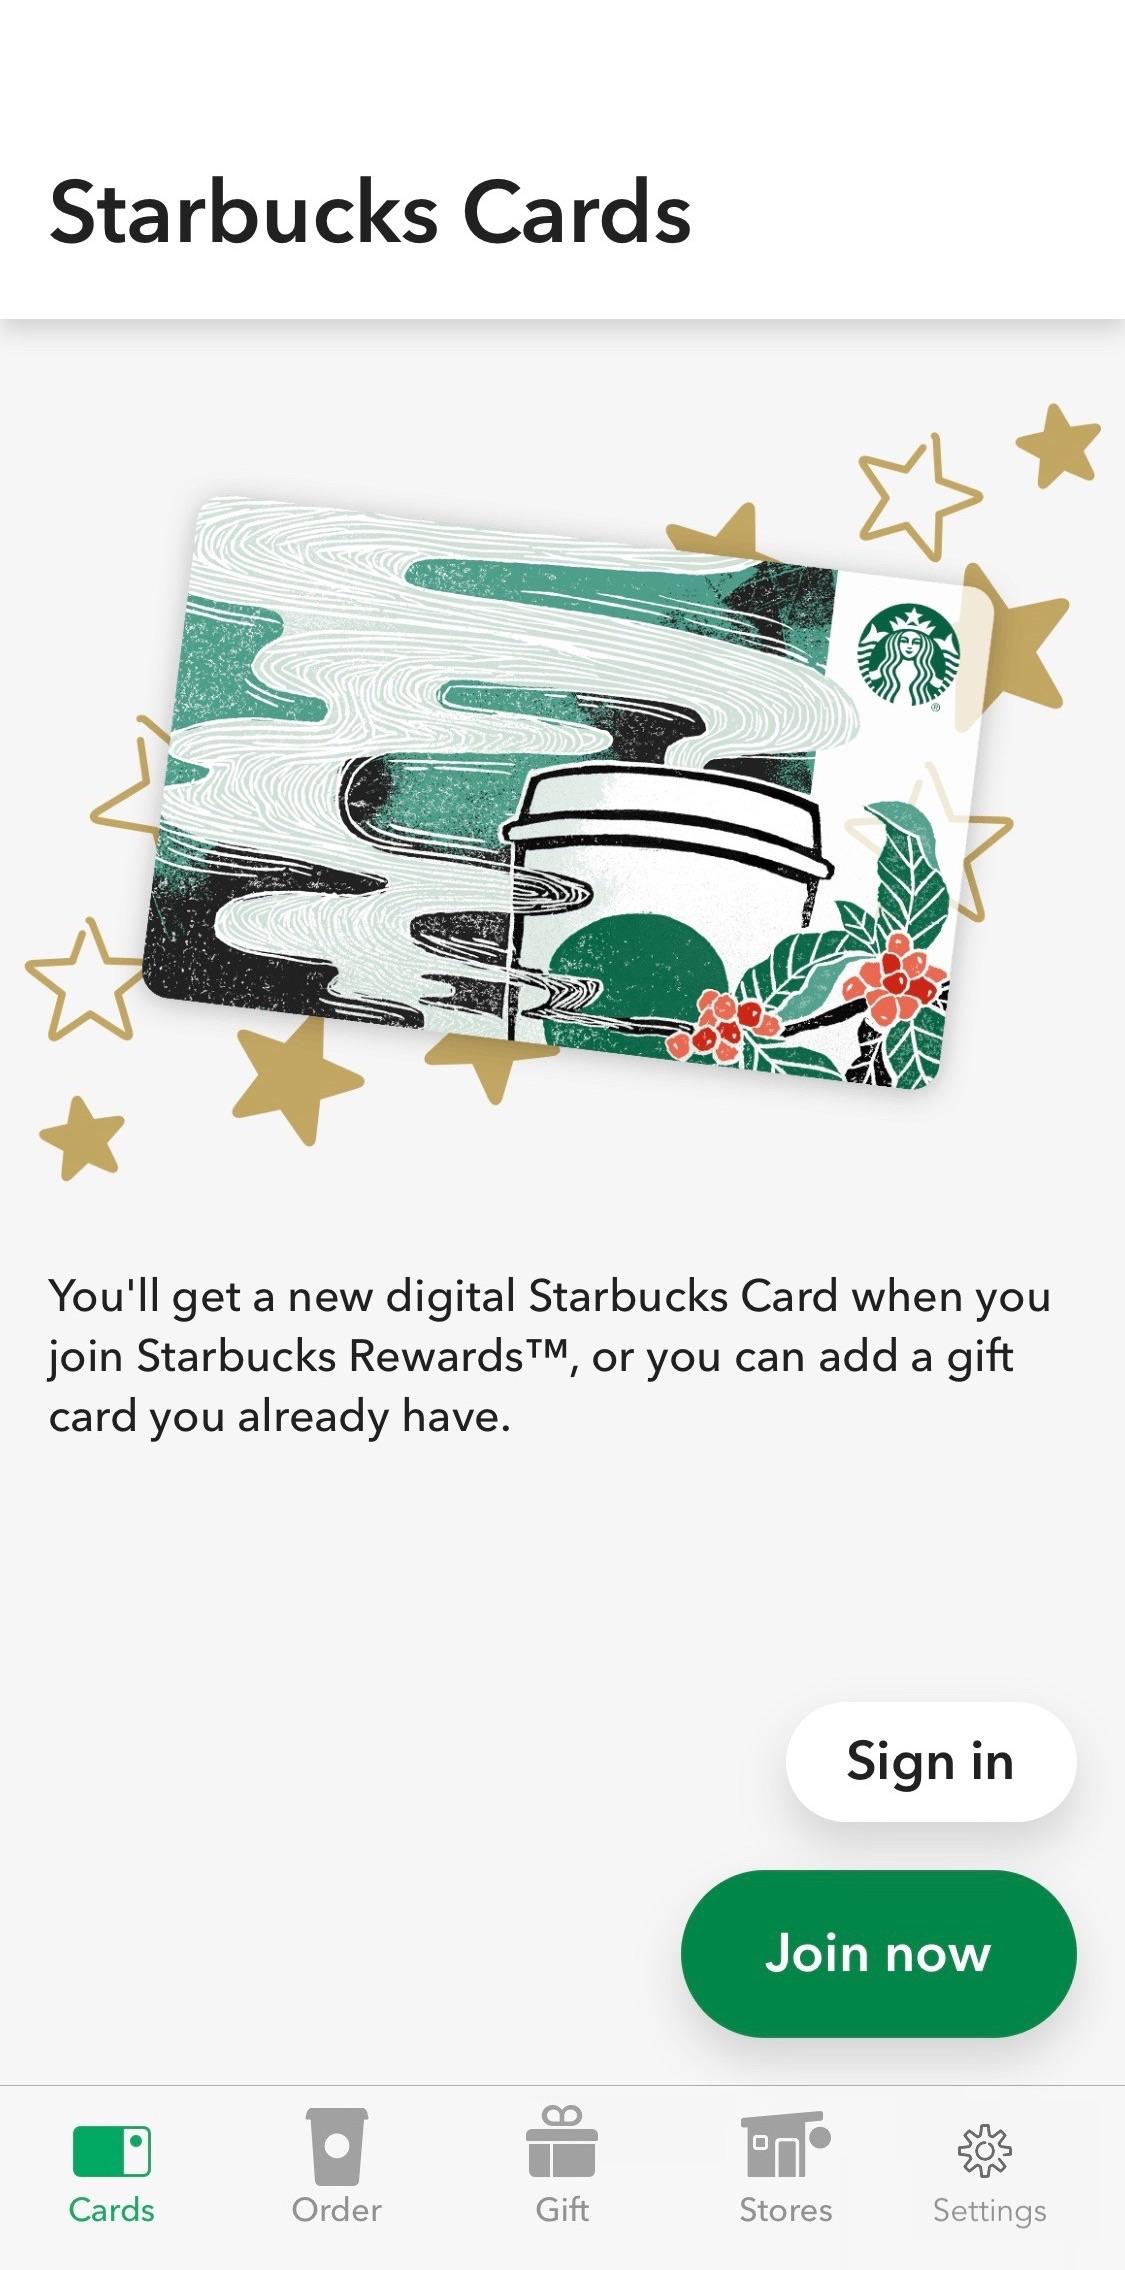 Starbucks Cards
You'll get a new digital Starbucks Card when you
join Starbucks Rewards™, or you can add a gift
card you already have.
Sign in
Join now
Cards
Order
Gift
Stores
Settings